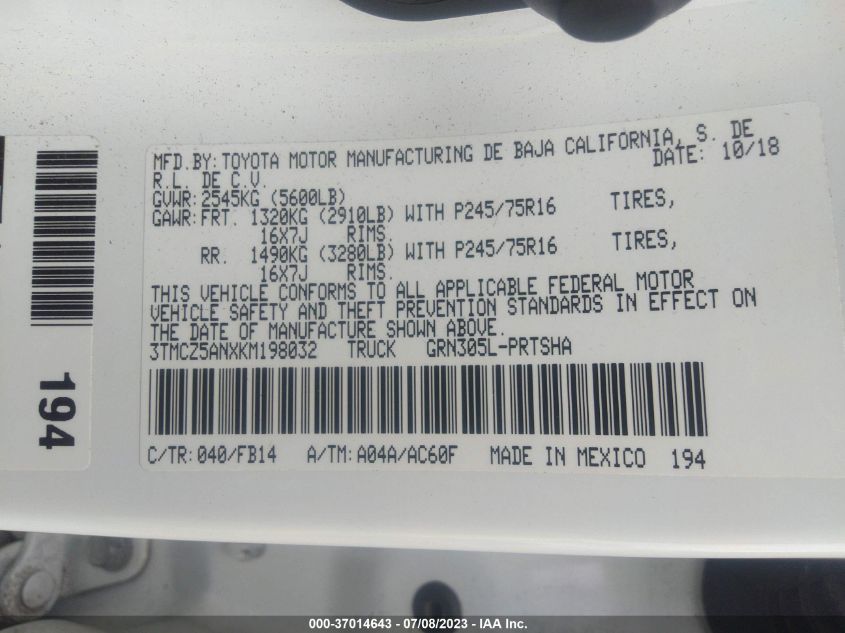 MFD.BY: TOYOTA MOTOR MANUFACTURING DE BAJA CALIFORNIA, S. DE
R.L. DE C.V. DATE: 10/18
GVWR: 2545KG (5600LB)
GAWR: FRT. 1320KG (2910LB) WITH P245/75R16 TIRES,
16X7J RIMS.
RR. 1490KG (3280LB) WITH P245/75R16 TIRES,
16X7J RIMS.
THIS VEHICLE CONFORMS TO ALL APPLICABLE FEDERAL MOTOR
VEHICLE SAFETY AND THEFT PREVENTION STANDARDS IN EFFECT ON
THE DATE OF MANUFACTURE SHOWN ABOVE.
3TMCZ5ANXKM198032 TRUCK GRN305L-PRTSHA
C/TR: 040/FB14 A/TM: A04A/AC60F MADE IN MEXICO 194
194
000-37014643 - 07/08/2023 - IAA Inc.